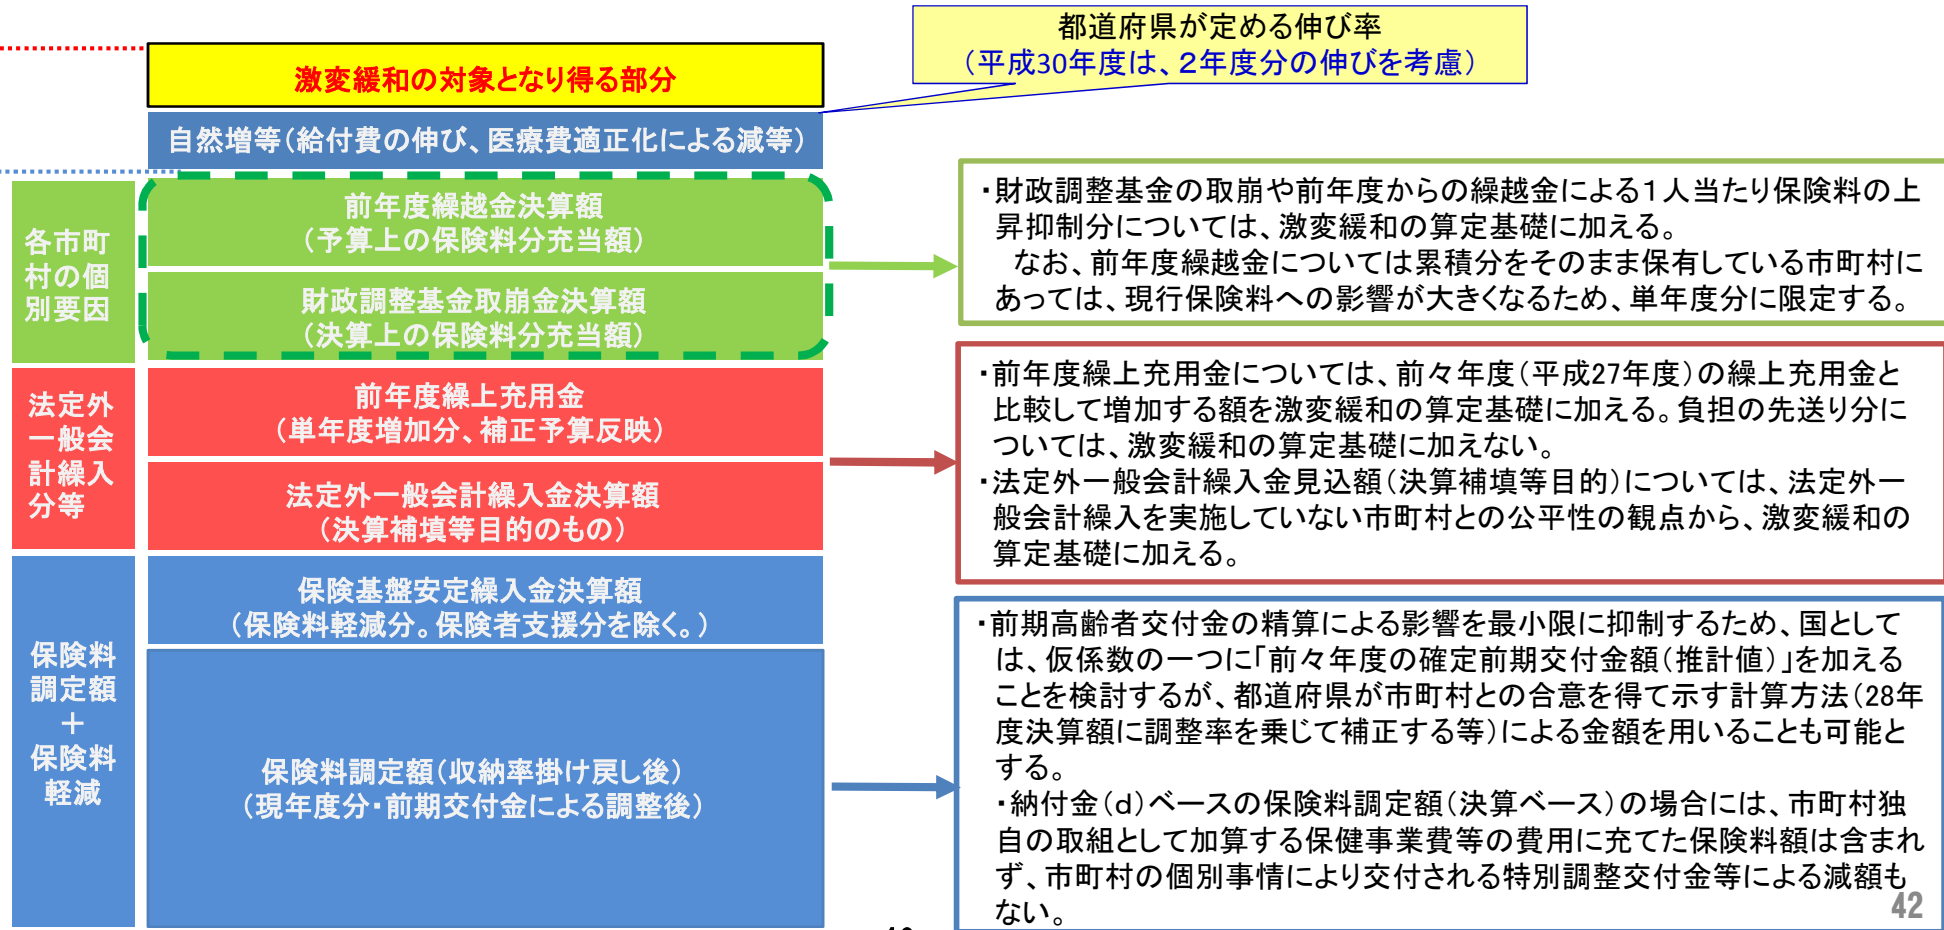 都道府県が定める伸び率
(平成30年度は、2年度分の伸びを考慮)
激変緩和の対象となり得る部分
自然増等(給付費の伸び、医療費適正化による減等)
各市町
村の個
別要因
前年度繰越金決算額
(予算上の保険料分充当額)
財政調整基金取崩金決算額
(決算上の保険料分充当額)
・財政調整基金の取崩や前年度からの繰越金による1人当たり保険料の上
昇抑制分については、激変緩和の算定基礎に加える。
なお、前年度繰越金については累積分をそのまま保有している市町村に
あっては、現行保険料への影響が大きくなるため、単年度分に限定する。
法定外
一般会
計繰入
分等
前年度繰上充用金
(単年度増加分、補正予算反映)
法定外一般会計繰入金決算額
(決算補填等目的のもの)
・前年度繰上充用金については、前々年度(平成27年度)の繰上充用金と
比較して増加する額を激変緩和の算定基礎に加える。負担の先送り分に
ついては、激変緩和の算定基礎に加えない。
・法定外一般会計繰入金見込額(決算補填等目的)については、法定外一
般会計繰入を実施していない市町村との公平性の観点から、激変緩和の
算定基礎に加える。
保険料
調定額
+
保険料
軽減
保険基盤安定繰入金決算額
(保険料軽減分。保険者支援分を除く。)
保険料調定額(収納率掛け戻し後)
(現年度分・前期交付金による調整後)
・前期高齢者交付金の精算による影響を最小限に抑制するため、国として
は、仮係数の一つに「前々年度の確定前期交付金額(推計値)」を加える
ことを検討するが、都道府県が市町村との合意を得て示す計算方法(28年
度決算額に調整率を乗じて補正する等)による金額を用いることも可能と
する。
・納付金(d)ベースの保険料調定額(決算ベース)の場合には、市町村独
自の取組として加算する保健事業費等の費用に充てた保険料額は含まれ
ず、市町村の個別事情により交付される特別調整交付金等による減額も
ない。
42